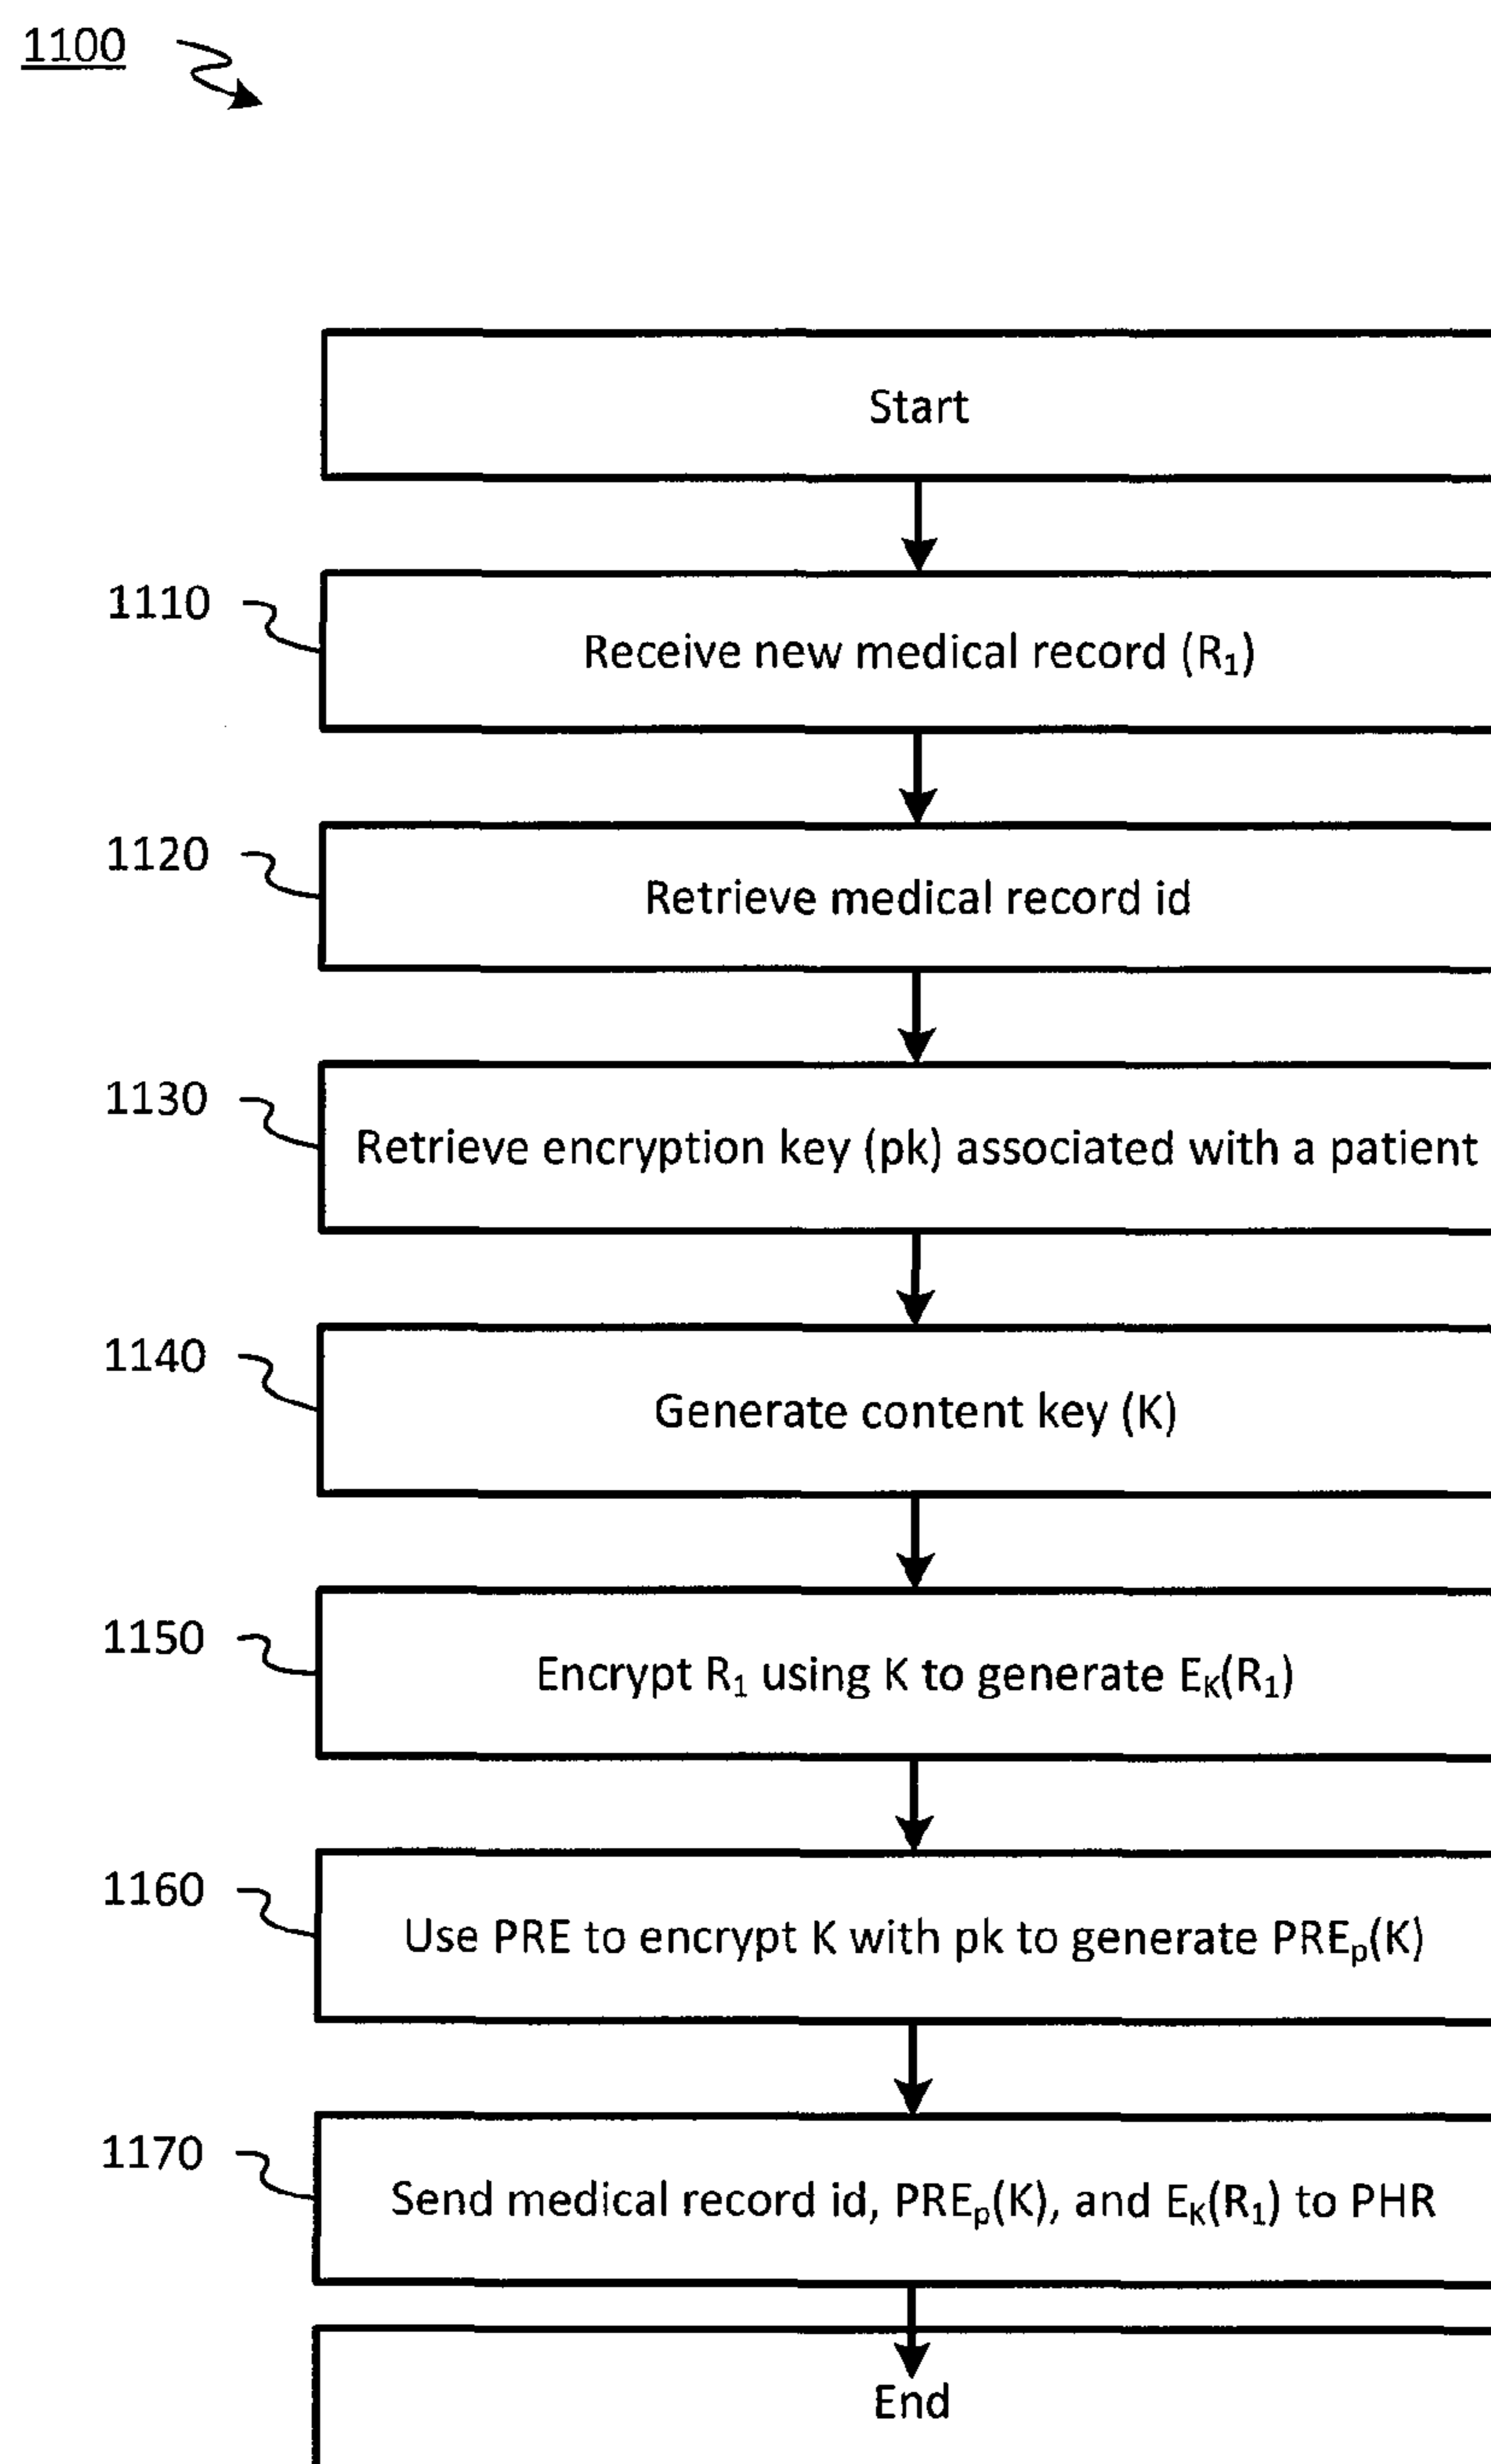 1100
Start
1110
Receive new medical record (R₁)
1120
Retrieve medical record id
1130
Retrieve encryption key (pk) associated with a patient
1140
Generate content key (K)
1150
Encrypt R₁ using K to generate E_K(R₁)
1160
Use PRE to encrypt K with pk to generate PREₚ(K)
1170
Send medical record id, PREₚ(K), and E_K(R₁) to PHR
End